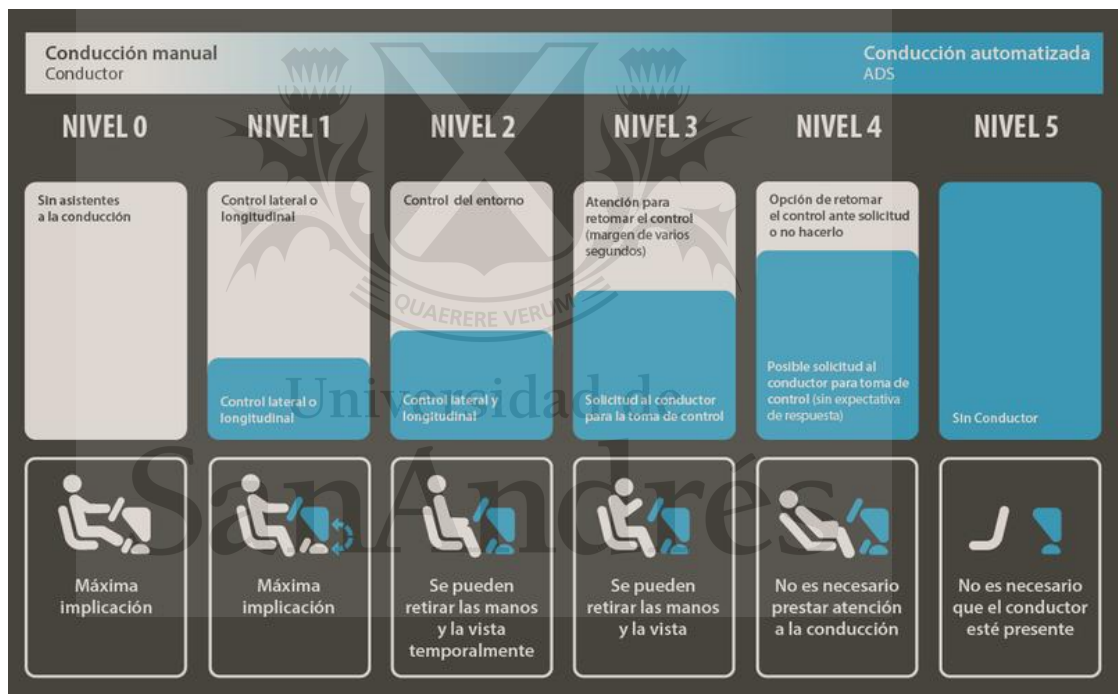 Conducción manual
Conductor
Conducción automatizada
ADS
NIVEL 0
NIVEL 1
NIVEL 2
NIVEL 3
NIVEL 4
NIVEL 5
Sin asistentes
a la conducción
Control lateral o
longitudinal
Control del entorno
Atención para
retomar el control
(margen de varios
segundos)
Opción de retomar
el control ante solicitud
o no hacerlo
QUAERERE VERUM
Control lateral o
longitudinal
Control lateral y
longitudinal
Solicitud al conductor
para la toma de control
Posible solicitud al
conductor para toma de
control (sin expectativa
de respuesta)
Sin Conductor
Universidad de
SanAndrés
Máxima
implicación
Máxima
implicación
Se pueden
retirar las manos
y la vista
temporalmente
Se pueden
retirar las manos
y la vista
No es necesario
prestar atención
a la conducción
No es necesario
que el conductor
esté presente